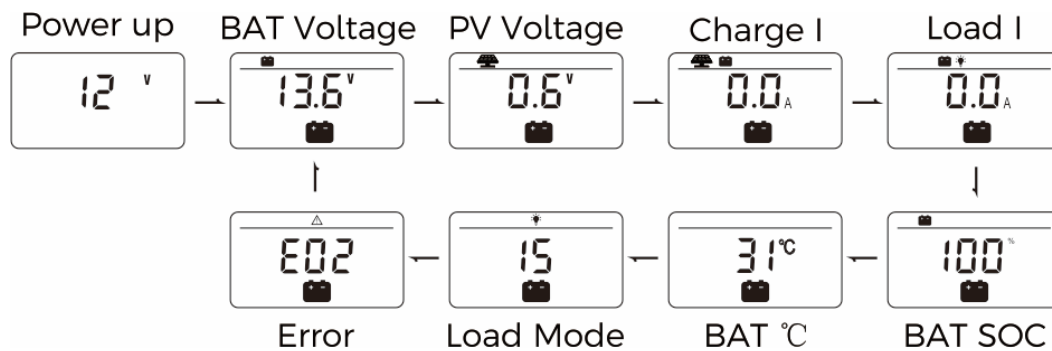 Power up BAT Voltage PV Voltage Charge I Load I
12 V 13.6 V 0.6 V 0.0 A 0.0 A
E02 15 31 ℃ 100 %
Error Load Mode BAT ℃ BAT SOC